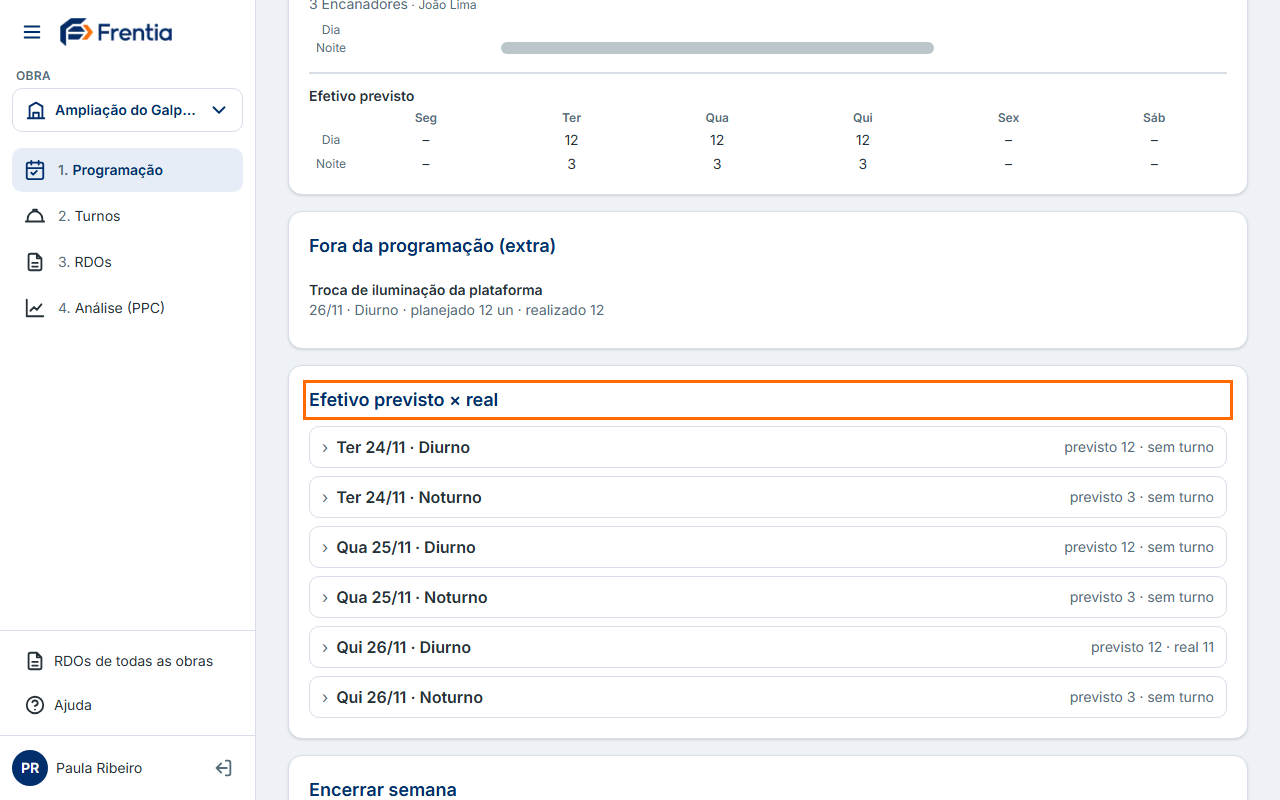 Frentia
OBRA
Ampliação do Galp...
1. Programação
2. Turnos
3. RDOs
4. Análise (PPC)
RDOs de todas as obras
Ajuda
PR Paula Ribeiro
3 Encanadores · João Lima
Dia
Noite
Efetivo previsto
Seg Ter Qua Qui Sex Sáb
Dia – 12 12 12 – –
Noite – 3 3 3 – –
Fora da programação (extra)
Troca de iluminação da plataforma
26/11 · Diurno · planejado 12 un · realizado 12
Efetivo previsto × real
› Ter 24/11 · Diurno previsto 12 · sem turno
› Ter 24/11 · Noturno previsto 3 · sem turno
› Qua 25/11 · Diurno previsto 12 · sem turno
› Qua 25/11 · Noturno previsto 3 · sem turno
› Qui 26/11 · Diurno previsto 12 · real 11
› Qui 26/11 · Noturno previsto 3 · sem turno
Encerrar semana